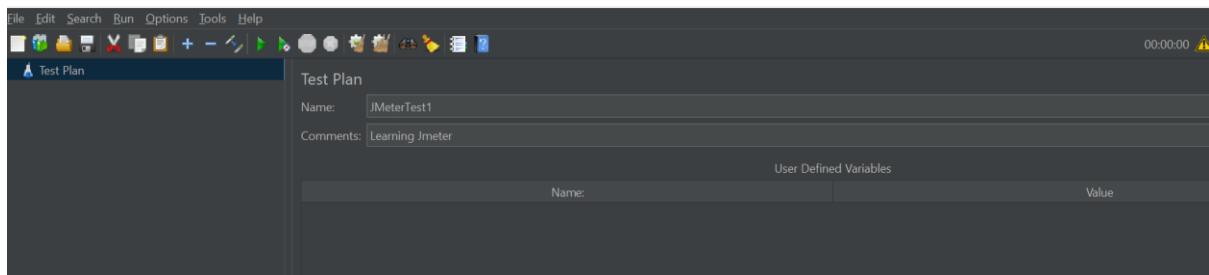 File Edit Search Run Options Tools Help
00:00:00
Test Plan
Test Plan
Name: JMeterTest1
Comments: Learning Jmeter
User Defined Variables
Name: Value